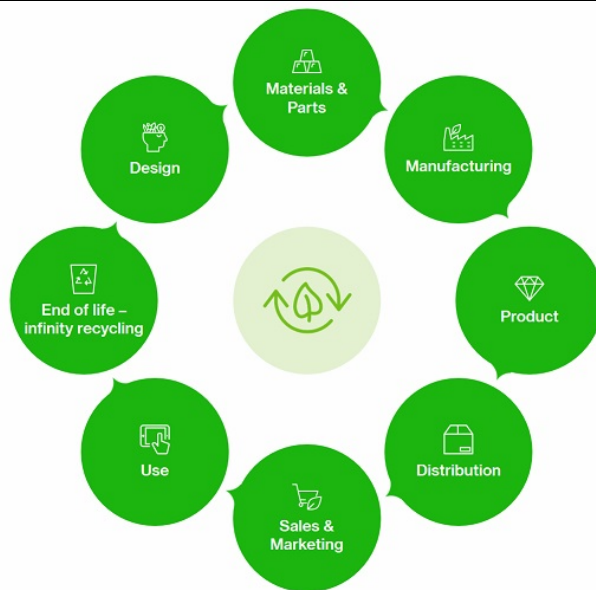 Materials &
Parts
Manufacturing
Product
Distribution
Sales &
Marketing
Use
End of life –
infinity recycling
Design